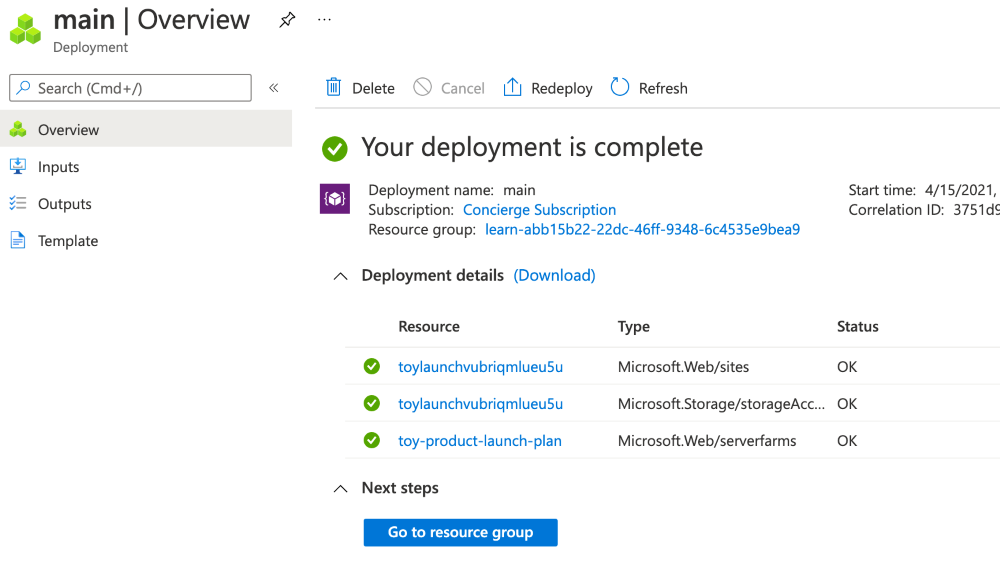 main | Overview
...
Deployment
Search (Cmd+/)
«
Overview
Inputs
Outputs
Template
Delete
Cancel
Redeploy
Refresh
Your deployment is complete
Deployment name: main
Subscription: Concierge Subscription
Resource group: learn-abb15b22-22dc-46ff-9348-6c4535e9bea9
Start time: 4/15/2021,
Correlation ID: 3751d9
Deployment details (Download)
Resource Type Status
toylaunchvubriqmlueu5u Microsoft.Web/sites OK
toylaunchvubriqmlueu5u Microsoft.Storage/storageAcc... OK
toy-product-launch-plan Microsoft.Web/serverfarms OK
Next steps
Go to resource group